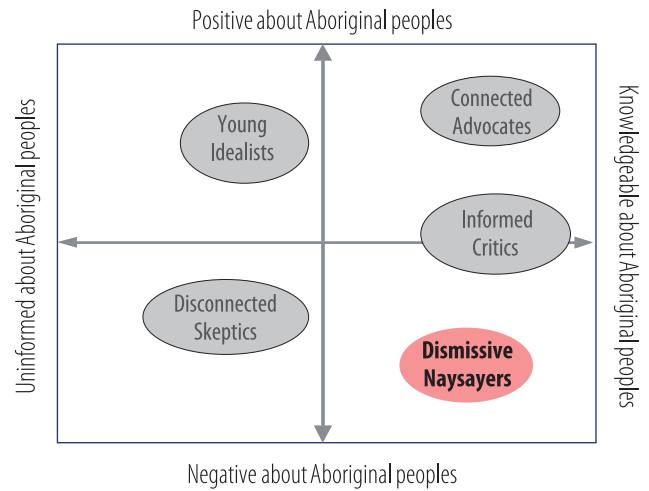 Positive about Aboriginal peoples
Connected
Advocates
Young
Idealists
Uninformed about Aboriginal peoples
Knowledgeable about Aboriginal peoples
Informed
Critics
Disconnected
Skeptics
Dismissive
Naysayers
Negative about Aboriginal peoples